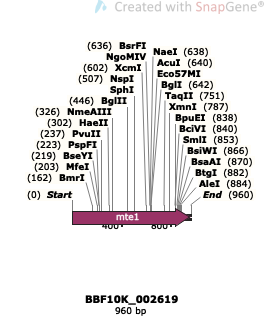 Created with SnapGene®
(636) BsrFI
NaeI (638)
NgoMIV
AcuI (640)
(602) XcmI
Eco57MI
(507) NspI
BglI (642)
SphI
TaqII (751)
(446) BglII
XmnI (787)
(326) NmeAIII
BpuEI (838)
(302) HaeII
BciVI (840)
(237) PvuII
SmlI (853)
(223) PspFI
BsiWI (866)
(219) BseYI
BsaAI (870)
(203) MfeI
BtgI (882)
(162) BmrI
AleI (884)
(0) Start
End (960)
mte1
400
800
BBF10K_002619
960 bp